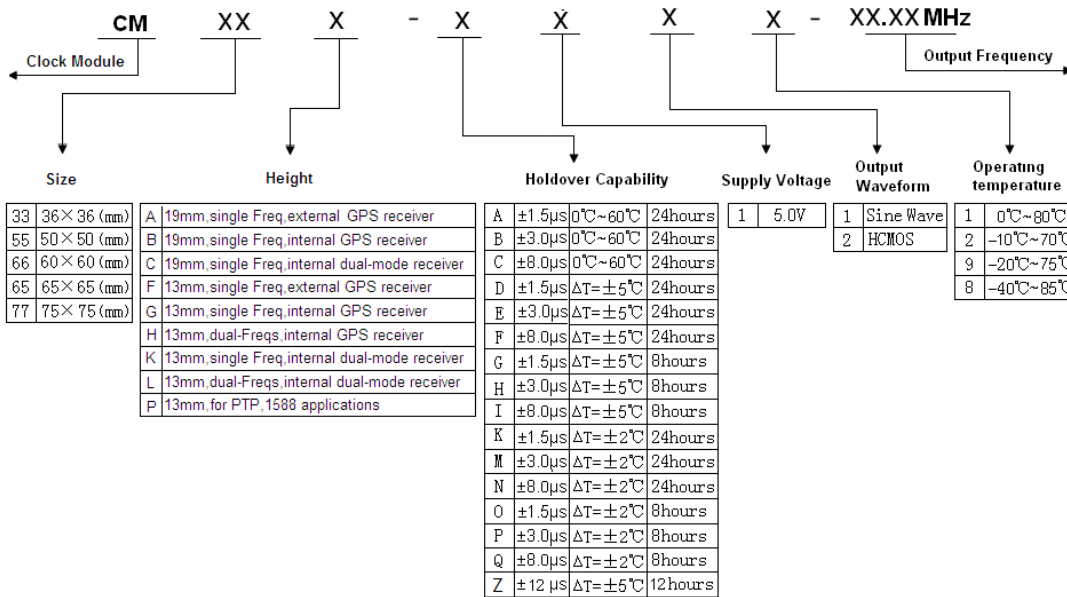 CM XX X - X X X X - XX.XX MHz
Clock Module
Output Frequency
Size
33 36×36(mm)
55 50×50(mm)
66 60×60(mm)
65 65×65(mm)
77 75×75(mm)
Height
A 19mm,single Freq,external GPS receiver
B 19mm,single Freq,internal GPS receiver
C 19mm,single Freq,internal dual-mode receiver
F 13mm,single Freq,external GPS receiver
G 13mm,single Freq,internal GPS receiver
H 13mm,dual-Freqs,internal GPS receiver
K 13mm,single Freq,internal dual-mode receiver
L 13mm,dual-Freqs,internal dual-mode receiver
P 13mm,for PTP,1588 applications
Holdover Capability
A ±1.5μs 0℃~60℃ 24hours
B ±3.0μs 0℃~60℃ 24hours
C ±8.0μs 0℃~60℃ 24hours
D ±1.5μs ΔT=±5℃ 24hours
E ±3.0μs ΔT=±5℃ 24hours
F ±8.0μs ΔT=±5℃ 24hours
G ±1.5μs ΔT=±5℃ 8hours
H ±3.0μs ΔT=±5℃ 8hours
I ±8.0μs ΔT=±5℃ 8hours
K ±1.5μs ΔT=±2℃ 24hours
M ±3.0μs ΔT=±2℃ 24hours
N ±8.0μs ΔT=±2℃ 24hours
O ±1.5μs ΔT=±2℃ 8hours
P ±3.0μs ΔT=±2℃ 8hours
Q ±8.0μs ΔT=±2℃ 8hours
Z ±12 μs ΔT=±5℃ 12hours
Supply Voltage
1 5.0V
Output
Waveform
1 Sine Wave
2 HCMOS
Operating
temperature
1 0℃~80℃
2 -10℃~70℃
9 -20℃~75℃
8 -40℃~85℃